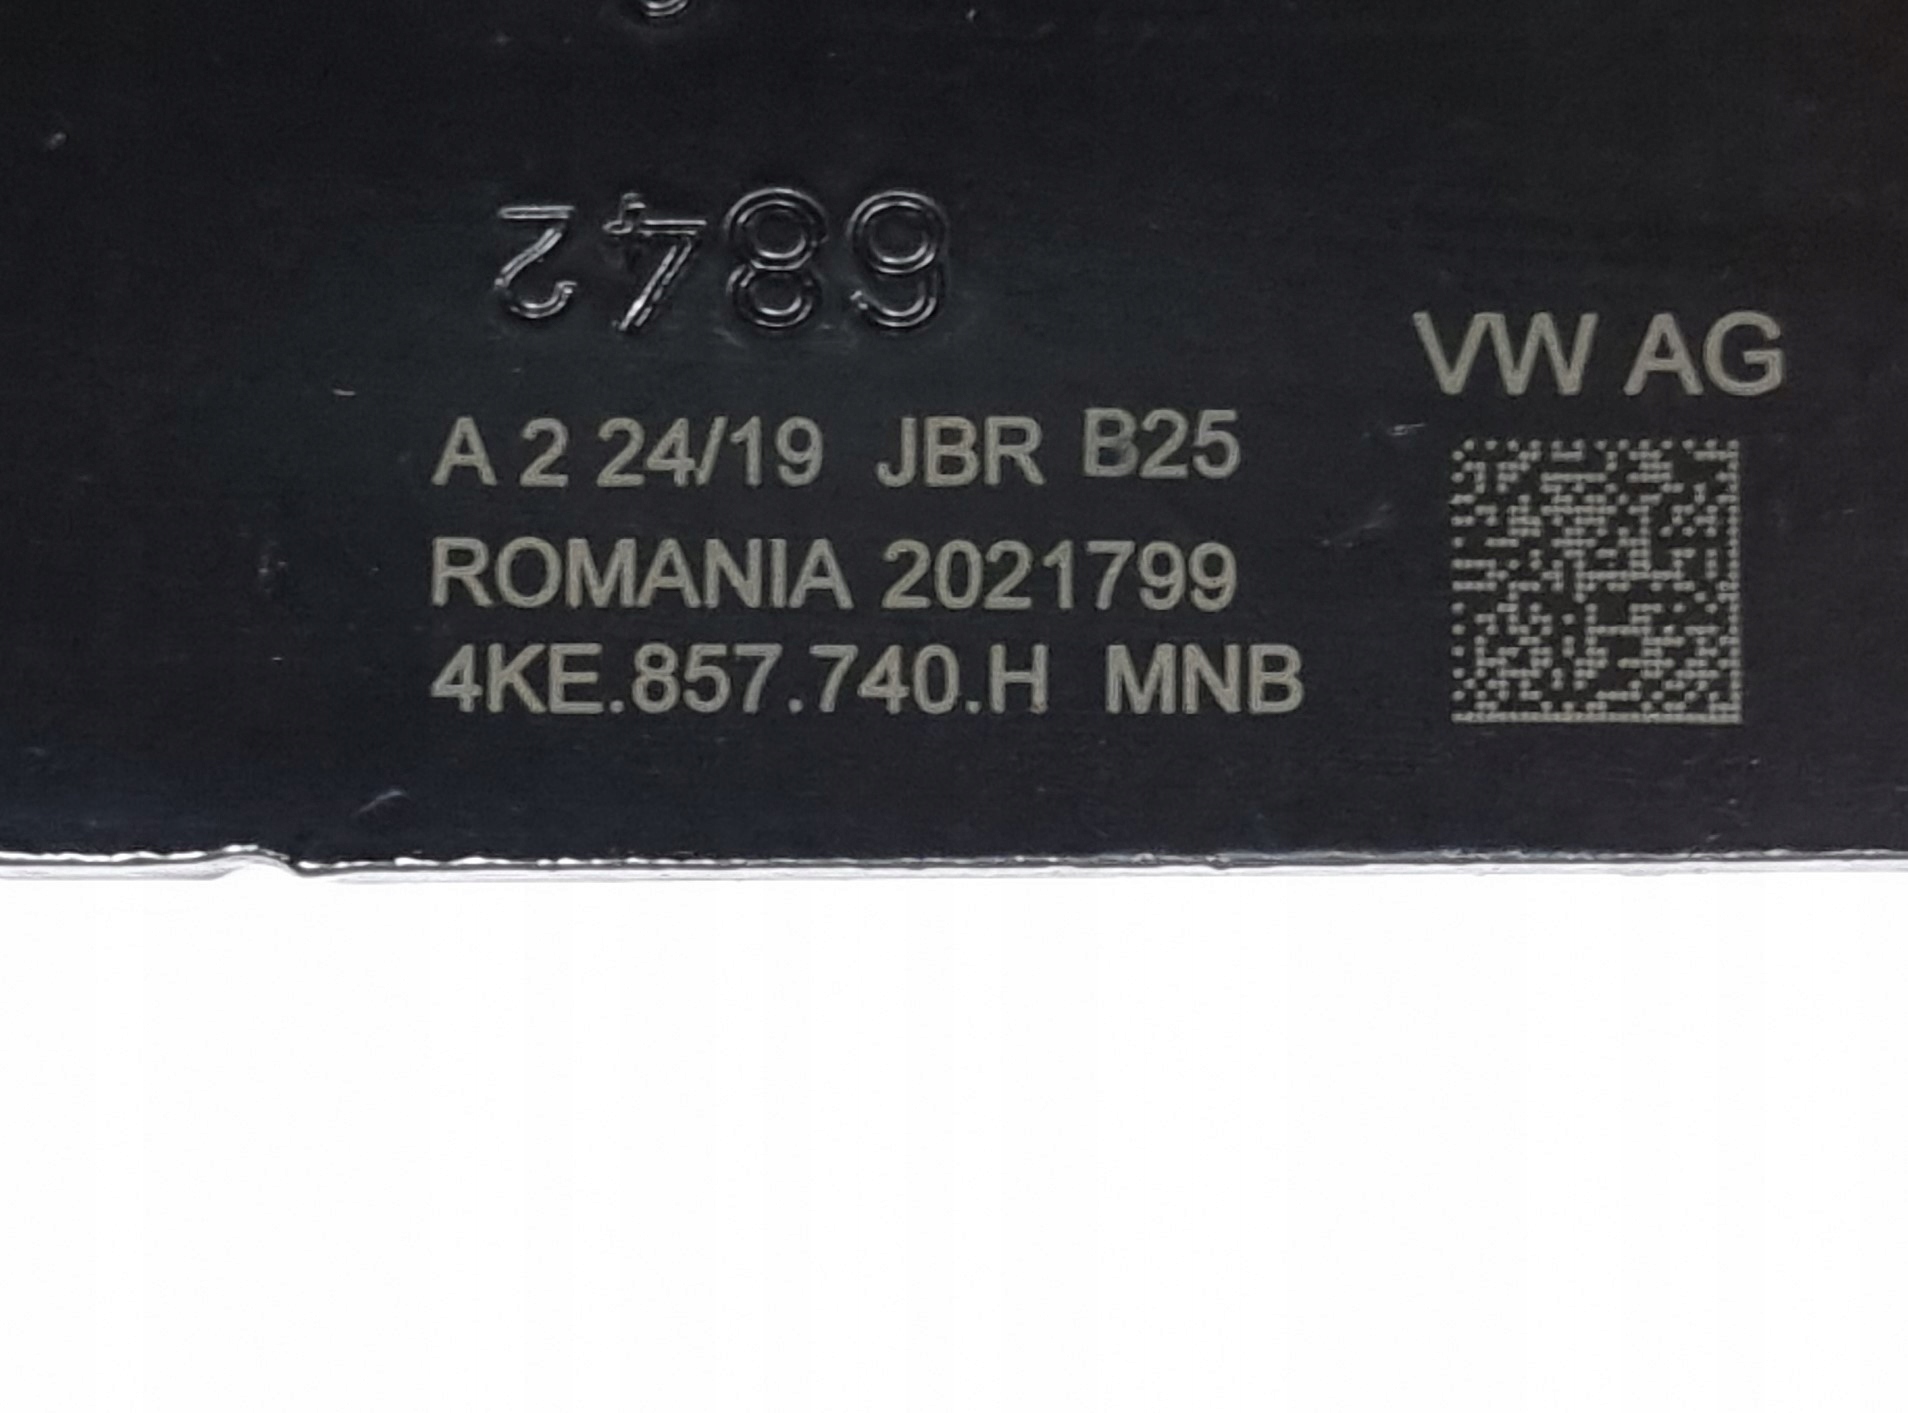 6842
VW AG
A 2 24/19 JBR B25
ROMANIA 2021799
4KE.857.740.H MNB